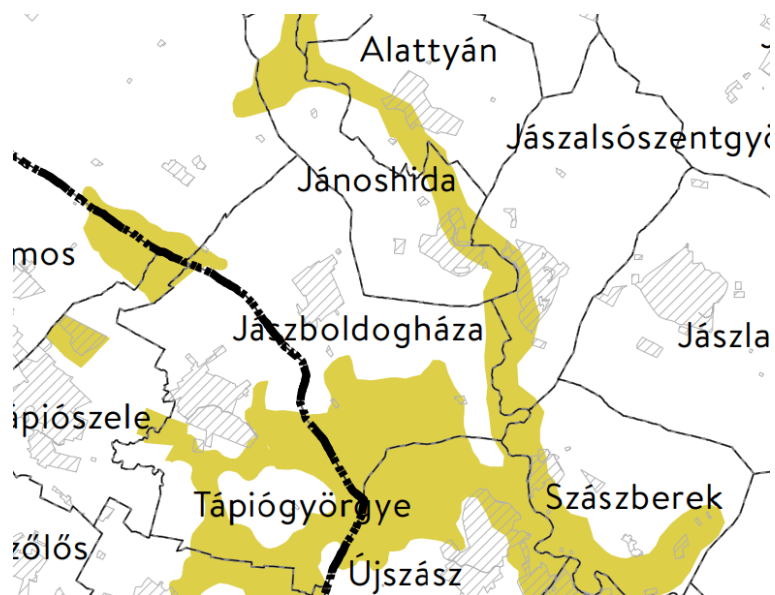 Alattyán
Jászalsószentgyö
Jánoshida
mos
Jászboldogháza
Jászla
ápiószele
Tápiógyörgye
Szászberek
zőlős
Újszász